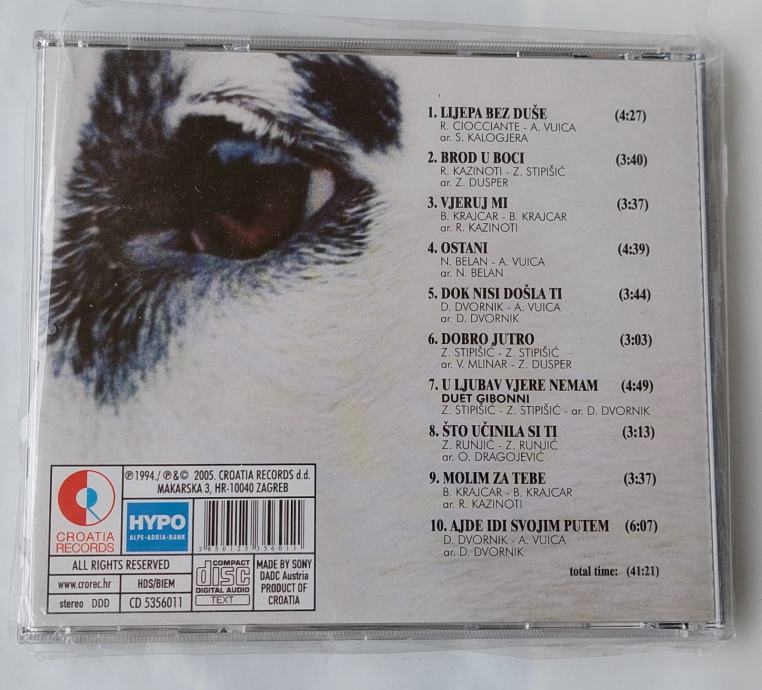 1. LIJEPA BEZ DUŠE (4:27)
R. CIOCCIANTE - A. VUICA
ar. S. KALOGJERA
2. BROD U BOCI (3:40)
R. KAZINOTI - Z. STIPIŠIĆ
ar. Z. DUSPER
3. VJERUJ MI (3:37)
B. KRAJCAR - B. KRAJCAR
ar. R. KAZINOTI
4. OSTANI (4:39)
N. BELAN - A. VUICA
ar. N. BELAN
5. DOK NISI DOŠLA TI (3:44)
D. DVORNIK - A. VUICA
ar. D. DVORNIK
6. DOBRO JUTRO (3:03)
Z. STIPIŠIĆ - Z. STIPIŠIĆ
ar. V. MLINAR - Z. DUSPER
7. U LJUBAV VJERE NEMAM (4:49)
DUET GIBONNI
Z. STIPIŠIĆ - Z. STIPIŠIĆ - ar. D. DVORNIK
8. ŠTO UČINILA SI TI (3:13)
Z. RUNJIĆ - Z. RUNJIĆ
ar. O. DRAGOJEVIĆ
9. MOLIM ZA TEBE (3:37)
B. KRAJCAR - B. KRAJCAR
ar. R. KAZINOTI
10. AJDE IDI SVOJIM PUTEM (6:07)
D. DVORNIK - A. VUICA
ar. D. DVORNIK
total time: (41:21)
℗1994./ ℗&© 2005. CROATIA RECORDS d.d.
MAKARSKA 3, HR-10040 ZAGREB
CROATIA
RECORDS
HYPO
ALPE-ADRIA-BANK
3 850125 356011
ALL RIGHTS RESERVED
www.crorec.hr
HDS/BIEM
stereo DDD
CD 5356011
COMPACT
disc
DIGITAL AUDIO
TEXT
MADE BY SONY
DADC Austria
PRODUCT OF
CROATIA